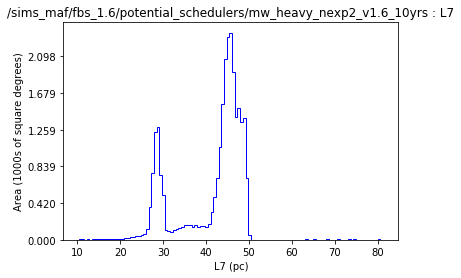 /sims_maf/fbs_1.6/potential_schedulers/mw_heavy_nexp2_v1.6_10yrs : L7
Area (1000s of square degrees)
2.098
1.679
1.259
0.839
0.420
0.000
10 20 30 40 50 60 70 80
L7 (pc)